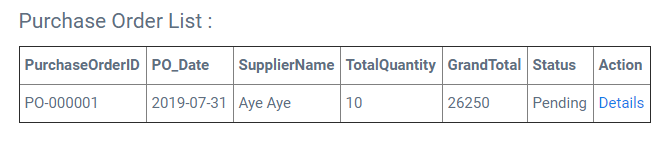 Purchase Order List :
PurchaseOrderID PO_Date SupplierName TotalQuantity GrandTotal Status Action
PO-000001 2019-07-31 Aye Aye 10 26250 Pending Details